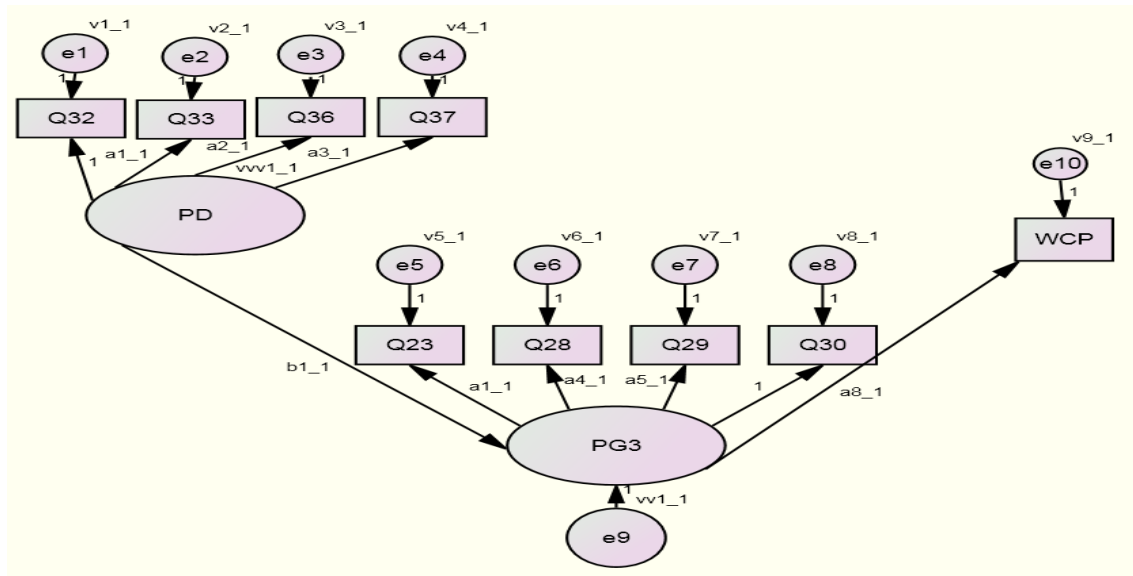 v1_1
v2_1
v3_1
v4_1
e1
e2
e3
e4
1
1
1
1
Q32
Q33
Q36
Q37
1
a1_1
a2_1
a3_1
vvv1_1
PD
v9_1
e10
1
WCP
v5_1
v6_1
v7_1
v8_1
e5
e6
e7
e8
1
1
1
1
Q23
Q28
Q29
Q30
b1_1
a1_1
a4_1
a5_1
1
a8_1
PG3
1
vv1_1
e9